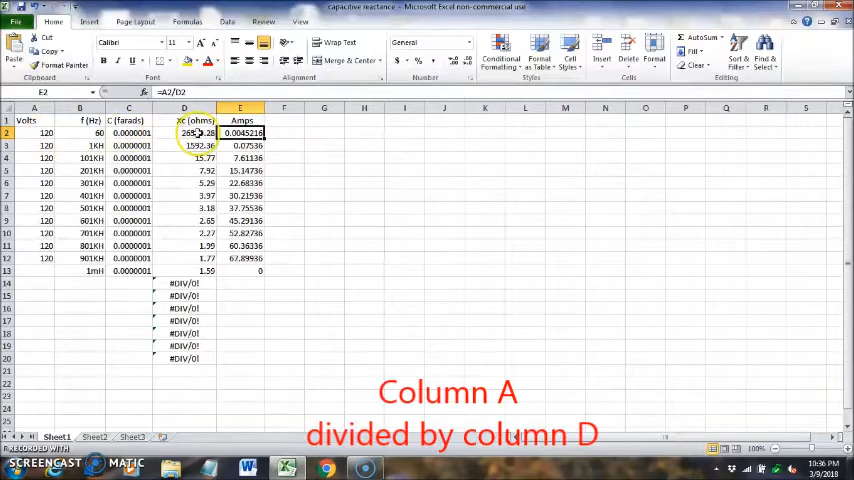 capacitive reactance - Microsoft Excel non-commercial use
File Home Insert Page Layout Formulas Data Review View
Cut
Copy
Format Painter
Paste
Clipboard
Calibri 11
B I U
Font
Wrap Text
Merge & Center
Alignment
General
$ % ,
Number
Conditional Formatting
Format as Table
Cell Styles
Styles
Insert Delete Format
Cells
AutoSum
Fill
Clear
Sort & Filter
Find & Select
Editing
E2 fx =A2/D2
A B C D E F G H I J K L M N O P Q R
1 Volts f (Hz) C (farads) Xc (ohms) Amps
2 120 60 0.0000001 0.0045216
3 120 1KH 0.0000001 1592.36 0.07536
4 120 101KH 0.0000001 15.77 7.61136
5 120 201KH 0.0000001 7.92 15.14736
6 120 301KH 0.0000001 5.29 22.68336
7 120 401KH 0.0000001 3.97 30.21936
8 120 501KH 0.0000001 3.18 37.75536
9 120 601KH 0.0000001 2.65 45.29136
10 120 701KH 0.0000001 2.27 52.82736
11 120 801KH 0.0000001 1.99 60.36336
12 120 901KH 0.0000001 1.77 67.89936
13 1mH 0.0000001 1.59 0
14 #DIV/0!
15 #DIV/0!
16 #DIV/0!
17 #DIV/0!
18 #DIV/0!
19 #DIV/0!
20 #DIV/0!
21
22
23
24
25
Column A
divided by column D
Sheet1 Sheet2 Sheet3
RECORDED WITH
100%
SCREENCAST MATIC
10:36 PM
3/9/2018